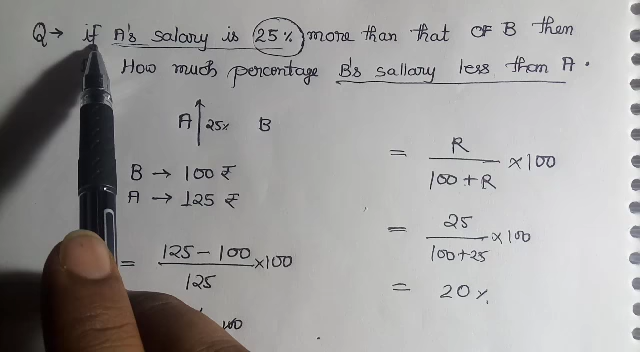 Q→ if A's salary is 25% more than that of B then
How much percentage B's sallary less than A.
A↑25% B
B → 100 ₹
A → 125 ₹
= 125 - 100 / 125 × 100
= R / 100 + R × 100
= 25 / 100+25 × 100
= 20%